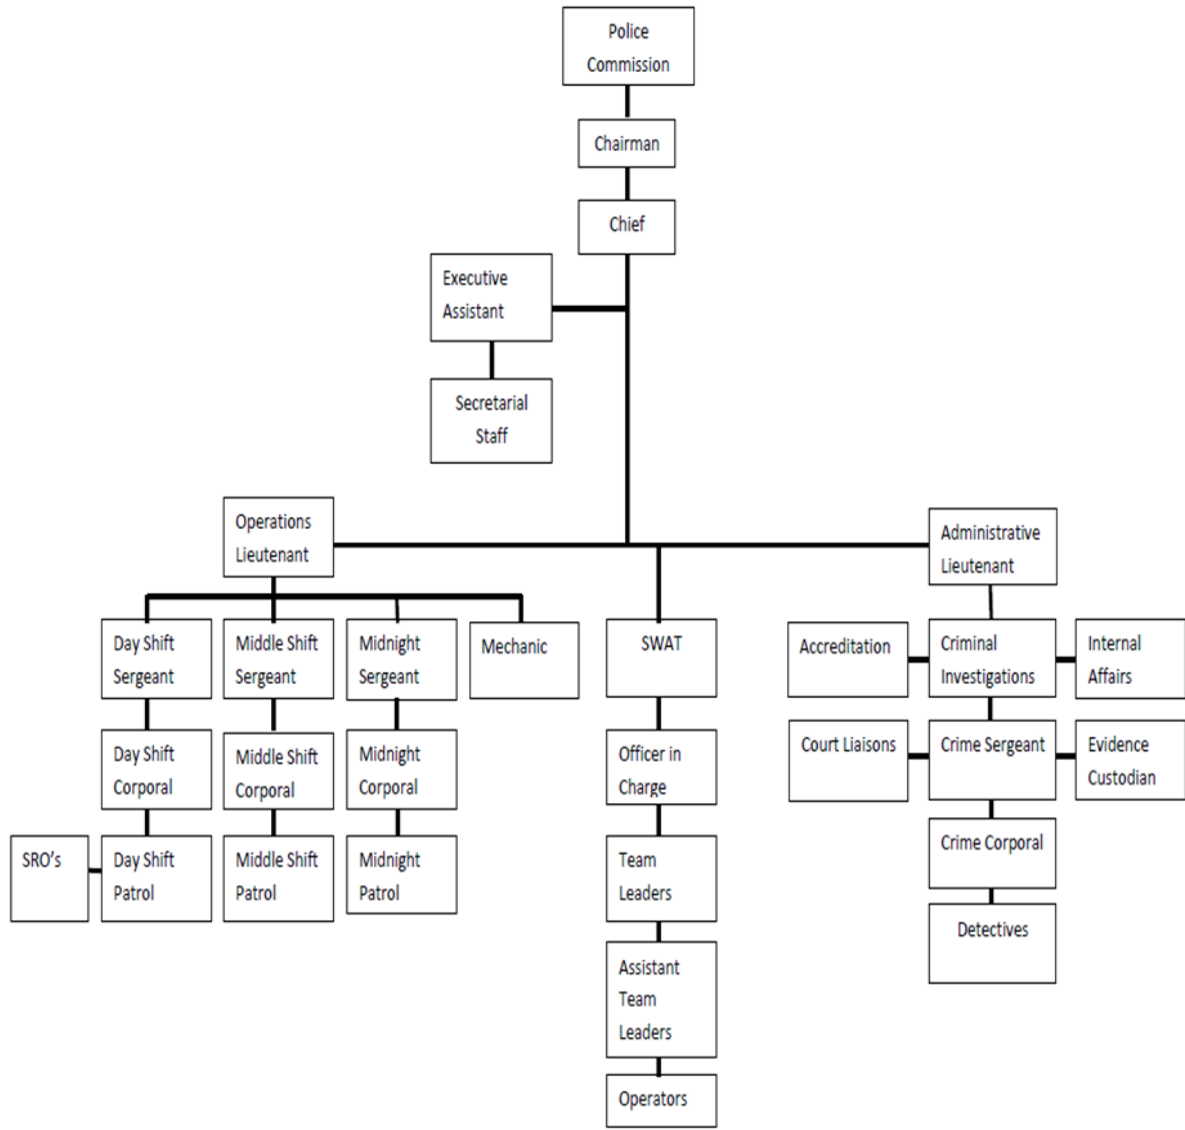 Police
Commission
Chairman
Chief
Executive
Assistant
Secretarial
Staff
Operations
Lieutenant
Administrative
Lieutenant
Day Shift
Sergeant
Middle Shift
Sergeant
Midnight
Sergeant
Mechanic
SWAT
Accreditation
Criminal
Investigations
Internal
Affairs
Day Shift
Corporal
Middle Shift
Corporal
Midnight
Corporal
Officer in
Charge
Court Liaisons
Crime Sergeant
Evidence
Custodian
SRO's
Day Shift
Patrol
Middle Shift
Patrol
Midnight
Patrol
Team
Leaders
Crime Corporal
Assistant
Team
Leaders
Detectives
Operators